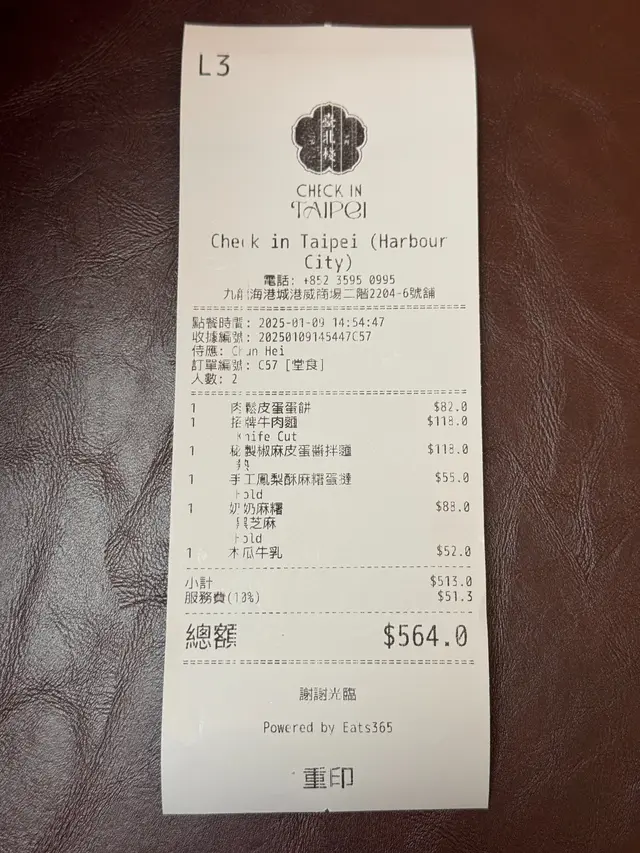 L3
臺北棧
CHECK IN
TAIPEI
Check in Taipei (Harbour
City)
電話: +852 3595 0995
九龍海港城港威商場二階2204-6號舖
點餐時間: 2025-01-09 14:54:47
收據編號: 20250109145447C57
侍應: Chun Hei
訂單編號: C57 [堂食]
人數: 2
1 肉鬆皮蛋蛋餅 $82.0
1 招牌牛肉麵 $118.0
Knife Cut
1 秘製椒麻皮蛋醬拌麵 $118.0
熱
1 手工鳳梨酥麻糬蛋撻 $55.0
Hold
1 奶奶麻糬 $88.0
黑芝麻
Hold
1 木瓜牛乳 $52.0
小計 $513.0
服務費(10%) $51.3
總額 $564.0
謝謝光臨
Powered by Eats365
重印